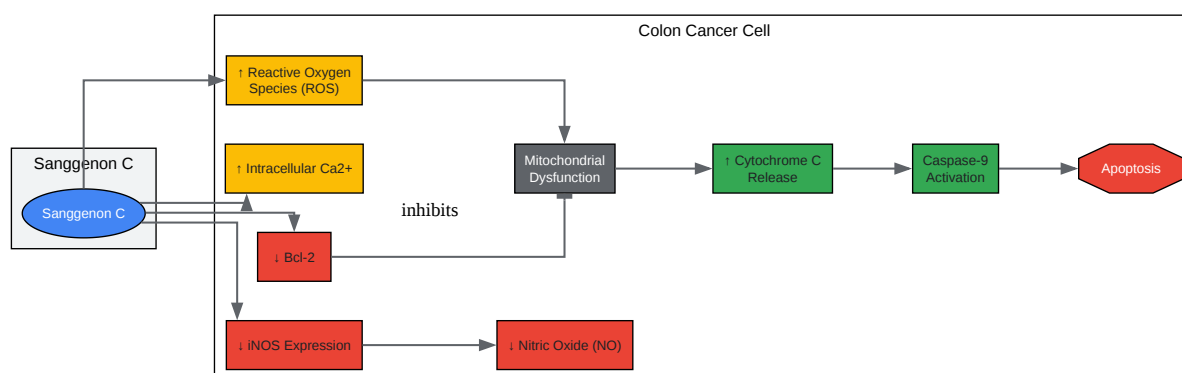 Colon Cancer Cell
↑ Reactive Oxygen
Species (ROS)
Sanggenon C
Sanggenon C
↑ Intracellular Ca2+
Mitochondrial
Dysfunction
↑ Cytochrome C
Release
Caspase-9
Activation
Apoptosis
inhibits
↓ Bcl-2
↓ iNOS Expression
↓ Nitric Oxide (NO)